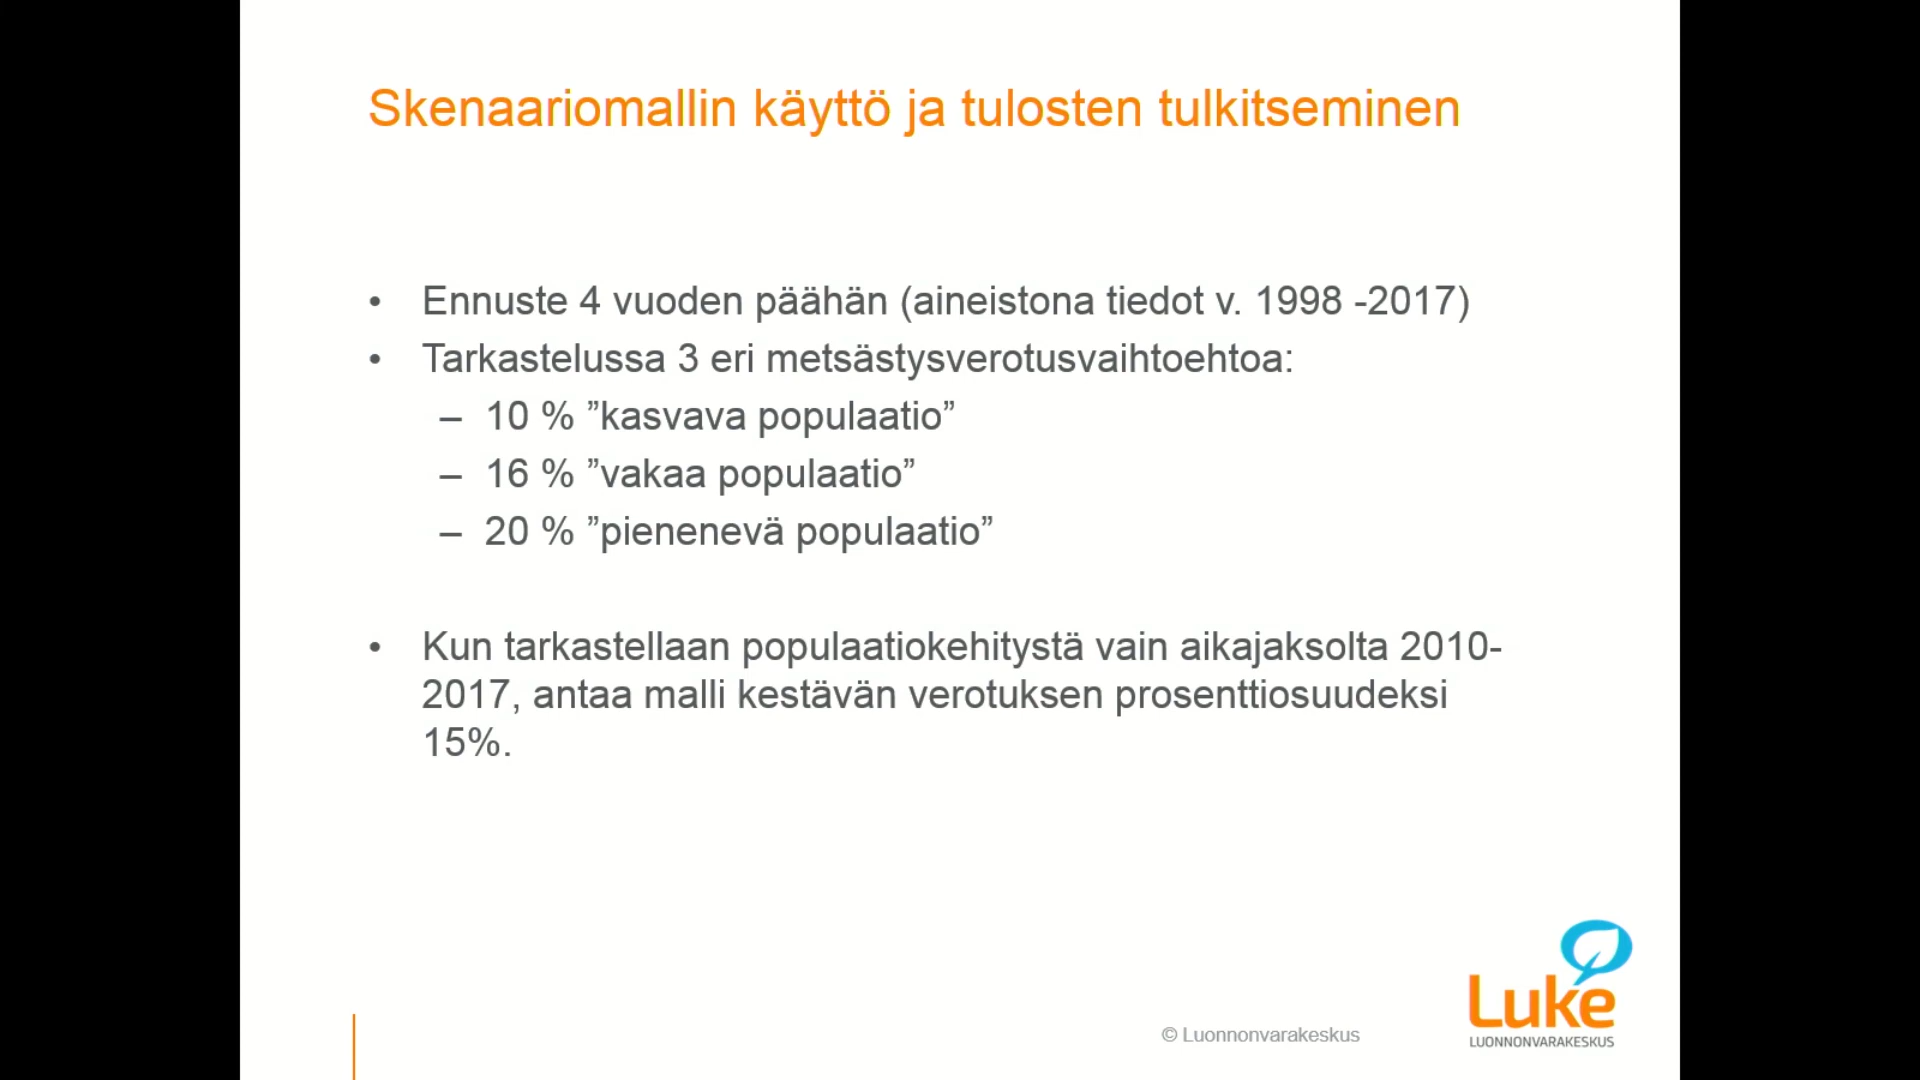 Skenaariomallin käyttö ja tulosten tulkitseminen
• Ennuste 4 vuoden päähän (aineistona tiedot v. 1998 -2017)
• Tarkastelussa 3 eri metsästysverotusvaihtoehtoa:
– 10 % ”kasvava populaatio”
– 16 % ”vakaa populaatio”
– 20 % ”pienenevä populaatio”
• Kun tarkastellaan populaatiokehitystä vain aikajaksolta 2010-
2017, antaa malli kestävän verotuksen prosenttiosuudeksi
15%.
© Luonnonvarakeskus
Luke
LUONNONVARAKESKUS